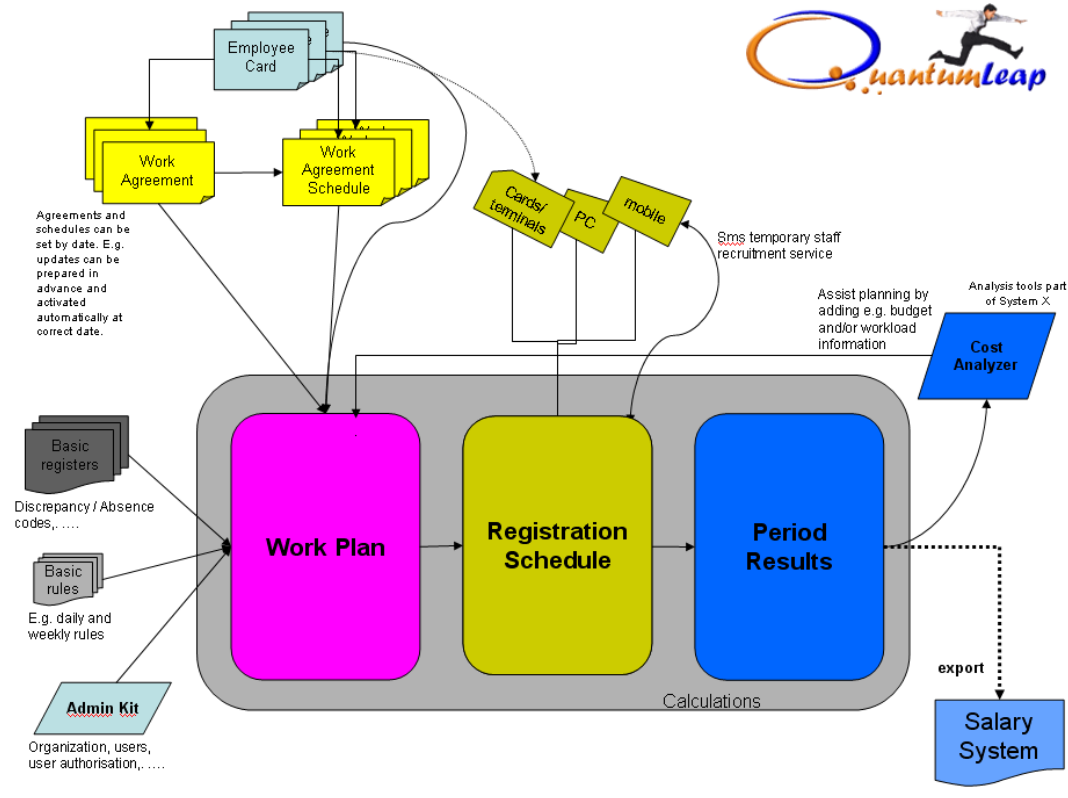 Employee
Card
QuantumLeap
Work
Agreement
Work
Agreement
Schedule
Cards/
terminals
PC
mobile
Agreements and
schedules can be
set by date. E.g.
updates can be
prepared in
advance and
activated
automatically at
correct date.
Sms temporary staff
recruitment service
Assist planning by
adding e.g. budget
and/or workload
information
Analysis tools part
of System X
Cost
Analyzer
Basic
registers
Discrepancy / Absence
codes,. ....
Basic
rules
E.g. daily and
weekly rules
Admin Kit
Organization, users,
user authorisation,. ....
Work Plan
Registration
Schedule
Period
Results
Calculations
export
Salary
System